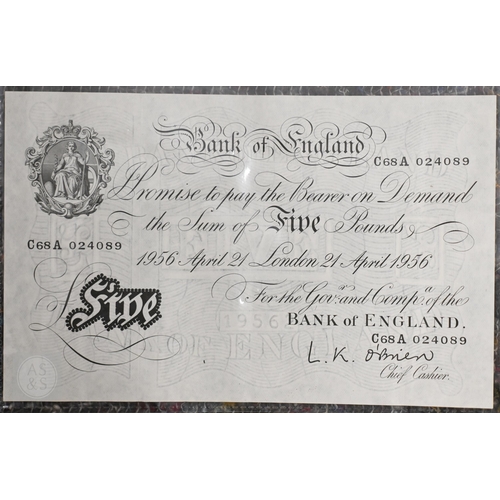 Bank of England
C68A 024089
I Promise to pay the Bearer on Demand
the Sum of Five Pounds
C68A 024089
1956 April 21 London 21 April 1956
For the Govr. and Compa. of the
£Five
BANK of ENGLAND.
1956
C68A 024089
L. K. O'Brien
Chief Cashier.
AS
&S